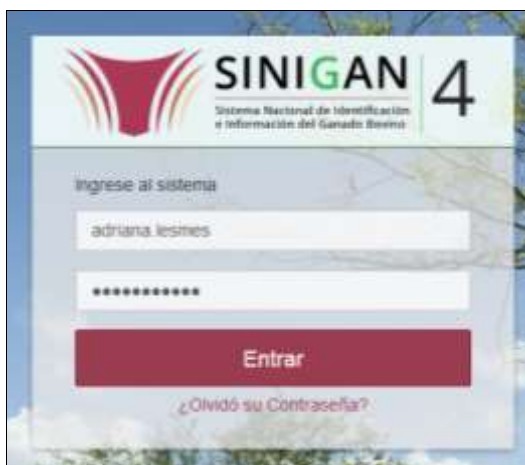 SINIGAN 4
Sistema Nacional de Identificación
e Información del Ganado Bovino
Ingrese al sistema
adriana.lesmes
•••••••••••
Entrar
¿Olvidó su Contraseña?